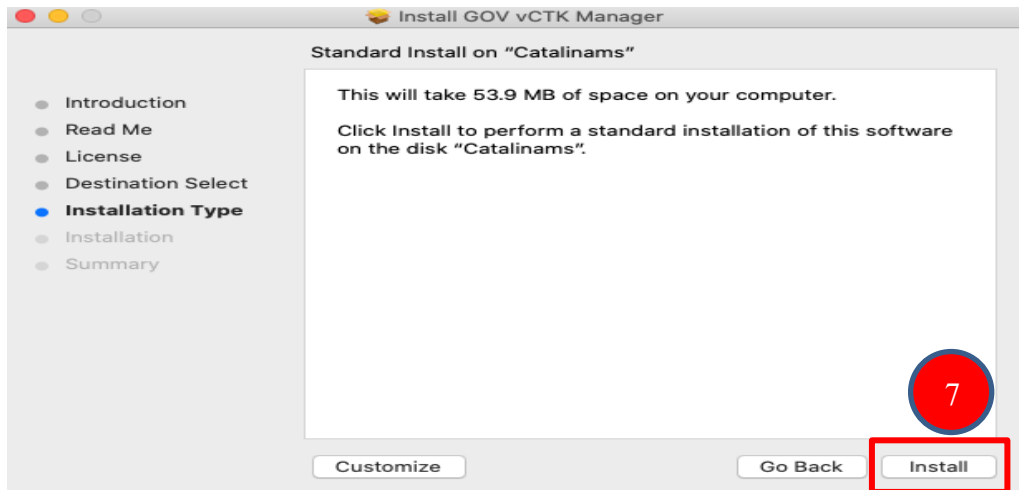 Install GOV vCTK Manager
Standard Install on “Catalinams”
Introduction
Read Me
License
Destination Select
Installation Type
Installation
Summary
This will take 53.9 MB of space on your computer.
Click Install to perform a standard installation of this software
on the disk “Catalinams”.
7
Customize
Go Back
Install